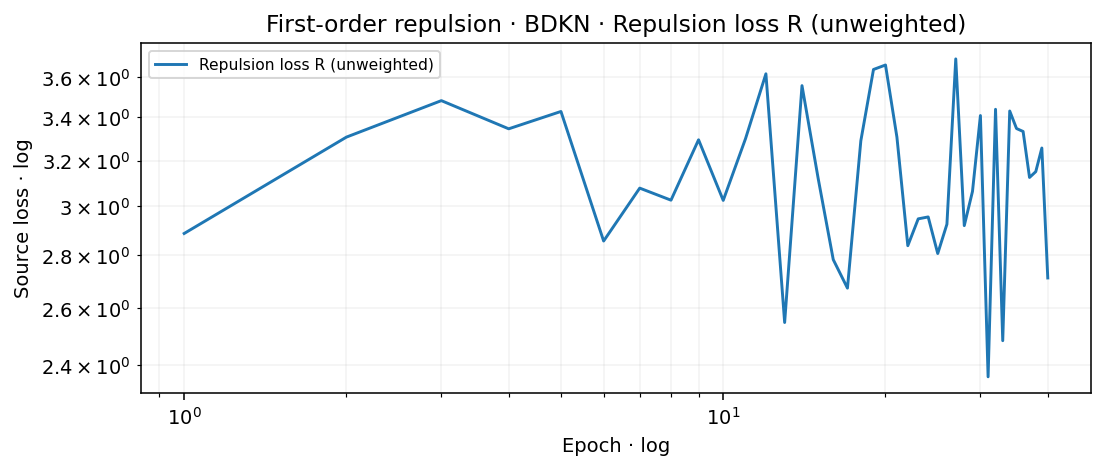 First-order repulsion · BDKN · Repulsion loss R (unweighted)
Repulsion loss R (unweighted)
Source loss · log
3.6 × 10⁰
3.4 × 10⁰
3.2 × 10⁰
3 × 10⁰
2.8 × 10⁰
2.6 × 10⁰
2.4 × 10⁰
10⁰
10¹
Epoch · log